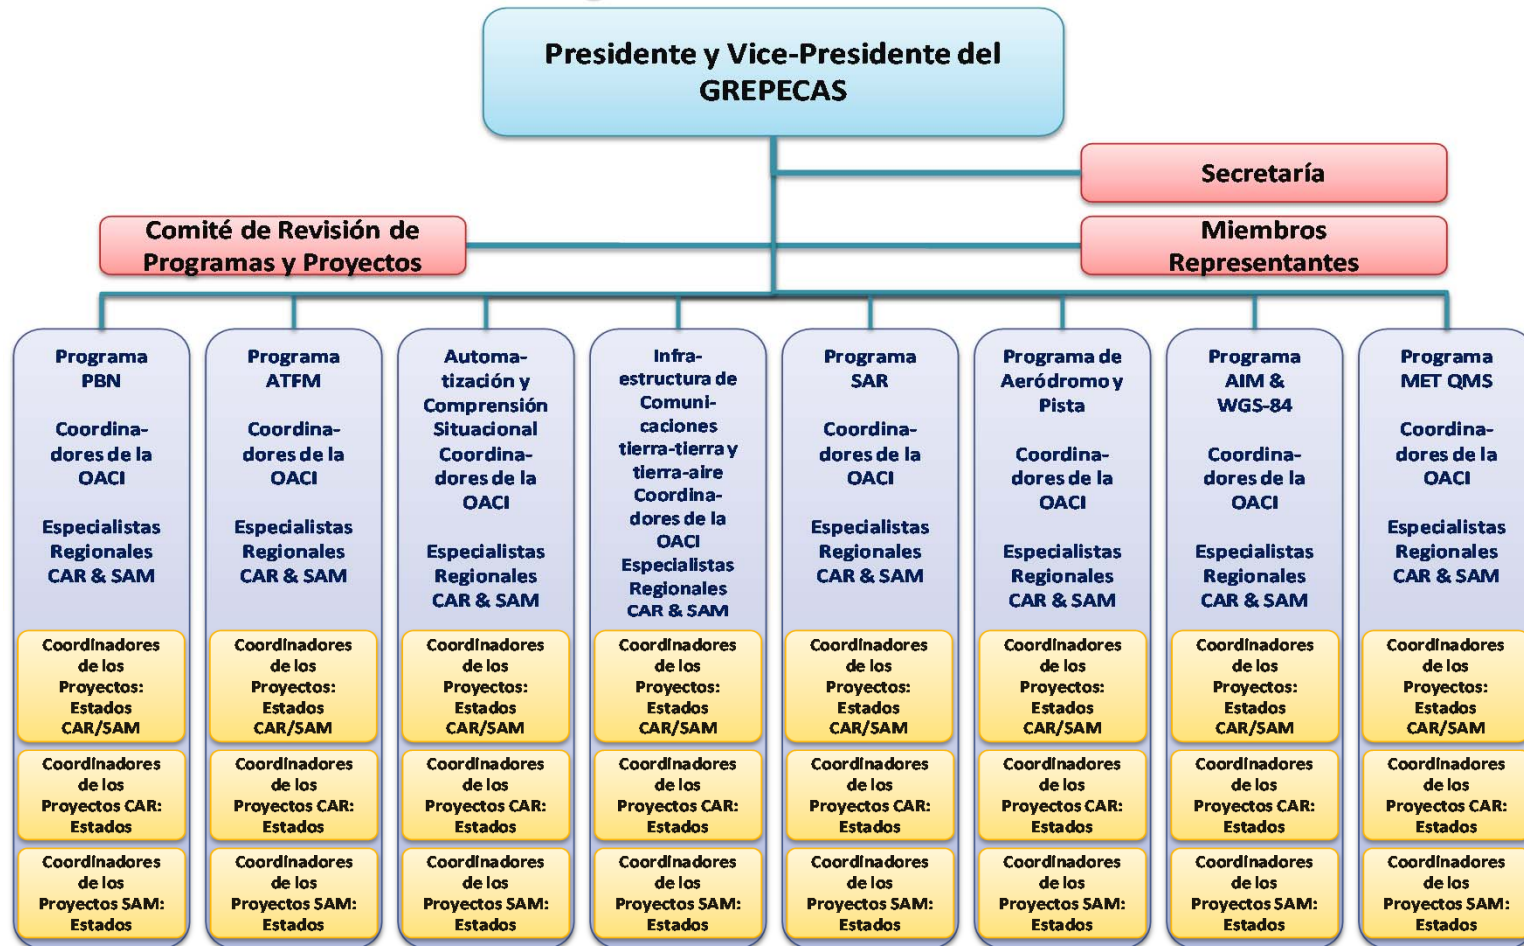 Presidente y Vice-Presidente del
GREPECAS
Secretaría
Comité de Revisión de
Programas y Proyectos
Miembros
Representantes
Programa
PBN
Coordina-
dores de la
OACI
Especialistas
Regionales
CAR & SAM
Coordinadores
de los
Proyectos:
Estados
CAR/SAM
Coordinadores
de los
Proyectos CAR:
Estados
Coordinadores
de los
Proyectos SAM:
Estados
Programa
ATFM
Coordina-
dores de la
OACI
Especialistas
Regionales
CAR & SAM
Coordinadores
de los
Proyectos:
Estados
CAR/SAM
Coordinadores
de los
Proyectos CAR:
Estados
Coordinadores
de los
Proyectos SAM:
Estados
Automa-
tización y
Comprensión
Situacional
Coordina-
dores de la
OACI
Especialistas
Regionales
CAR & SAM
Coordinadores
de los
Proyectos:
Estados
CAR/SAM
Coordinadores
de los
Proyectos CAR:
Estados
Coordinadores
de los
Proyectos SAM:
Estados
Infra-
estructura de
Comuni-
caciones
tierra-tierra y
tierra-aire
Coordina-
dores de la
OACI
Especialistas
Regionales
CAR & SAM
Coordinadores
de los
Proyectos:
Estados
CAR/SAM
Coordinadores
de los
Proyectos CAR:
Estados
Coordinadores
de los
Proyectos SAM:
Estados
Programa
SAR
Coordina-
dores de la
OACI
Especialistas
Regionales
CAR & SAM
Coordinadores
de los
Proyectos:
Estados
CAR/SAM
Coordinadores
de los
Proyectos CAR:
Estados
Coordinadores
de los
Proyectos SAM:
Estados
Programa de
Aeródromo y
Pista
Coordina-
dores de la
OACI
Especialistas
Regionales
CAR & SAM
Coordinadores
de los
Proyectos:
Estados
CAR/SAM
Coordinadores
de los
Proyectos CAR:
Estados
Coordinadores
de los
Proyectos SAM:
Estados
Programa
AIM &
WGS-84
Coordina-
dores de la
OACI
Especialistas
Regionales
CAR & SAM
Coordinadores
de los
Proyectos:
Estados
CAR/SAM
Coordinadores
de los
Proyectos CAR:
Estados
Coordinadores
de los
Proyectos SAM:
Estados
Programa
MET QMS
Coordina-
dores de la
OACI
Especialistas
Regionales
CAR & SAM
Coordinadores
de los
Proyectos:
Estados
CAR/SAM
Coordinadores
de los
Proyectos CAR:
Estados
Coordinadores
de los
Proyectos SAM:
Estados